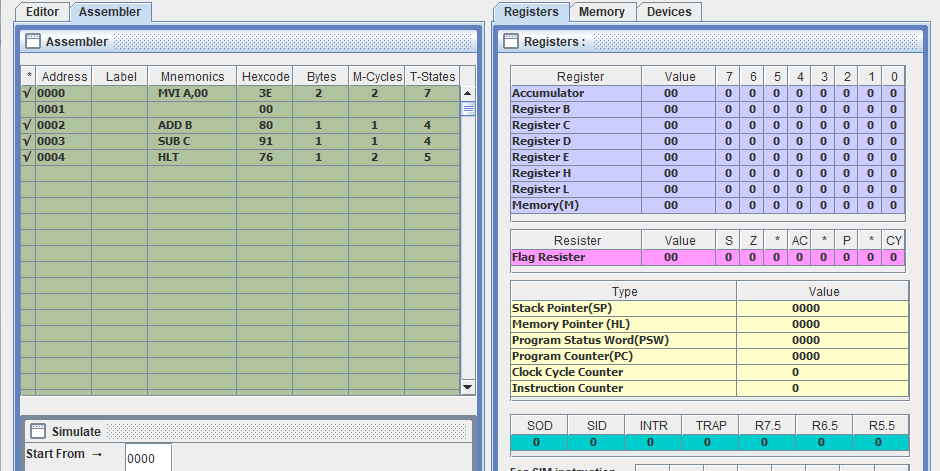 Editor Assembler
Assembler
* Address Label Mnemonics Hexcode Bytes M-Cycles T-States
√ 0000 MVI A,00 3E 2 2 7
0001 00
√ 0002 ADD B 80 1 1 4
√ 0003 SUB C 91 1 1 4
√ 0004 HLT 76 1 2 5
Simulate
Start From → 0000
Registers Memory Devices
Registers :
Register Value 7 6 5 4 3 2 1 0
Accumulator 00 0 0 0 0 0 0 0 0
Register B 00 0 0 0 0 0 0 0 0
Register C 00 0 0 0 0 0 0 0 0
Register D 00 0 0 0 0 0 0 0 0
Register E 00 0 0 0 0 0 0 0 0
Register H 00 0 0 0 0 0 0 0 0
Register L 00 0 0 0 0 0 0 0 0
Memory(M) 00 0 0 0 0 0 0 0 0
Resister Value S Z * AC * P * CY
Flag Resister 00 0 0 0 0 0 0 0 0
Type Value
Stack Pointer(SP) 0000
Memory Pointer (HL) 0000
Program Status Word(PSW) 0000
Program Counter(PC) 0000
Clock Cycle Counter 0
Instruction Counter 0
SOD SID INTR TRAP R7.5 R6.5 R5.5
0 0 0 0 0 0 0
For SIM instruction